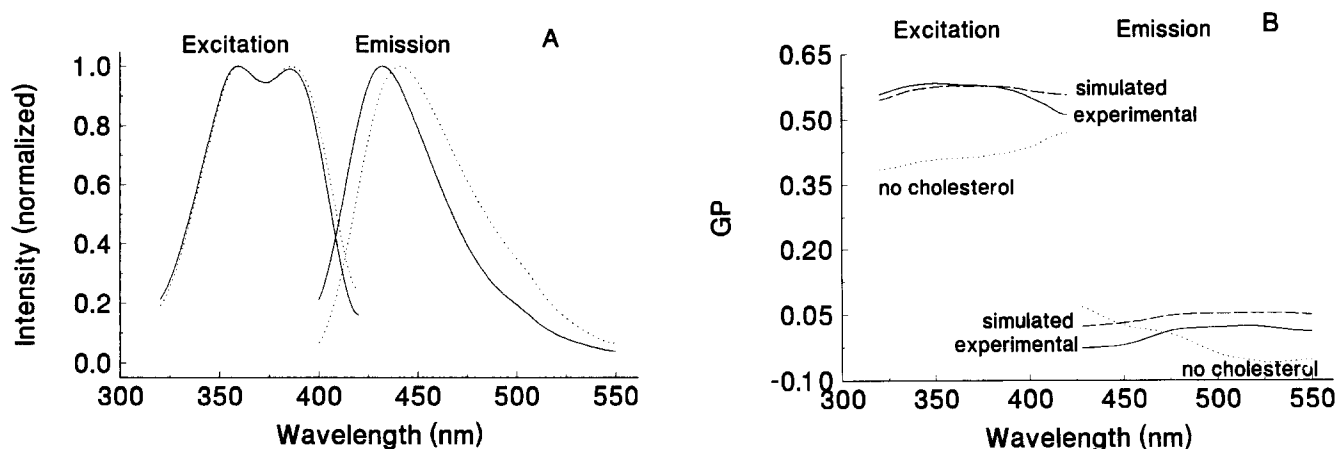 Excitation Emission A
Intensity (normalized)
1.0
0.8
0.6
0.4
0.2
0.0
300 350 400 450 500 550
Wavelength (nm)
Excitation Emission B
GP
0.65
0.50
0.35
0.20
0.05
-0.10
simulated
experimental
no cholesterol
simulated
experimental
no cholesterol
300 350 400 450 500 550
Wavelength (nm)